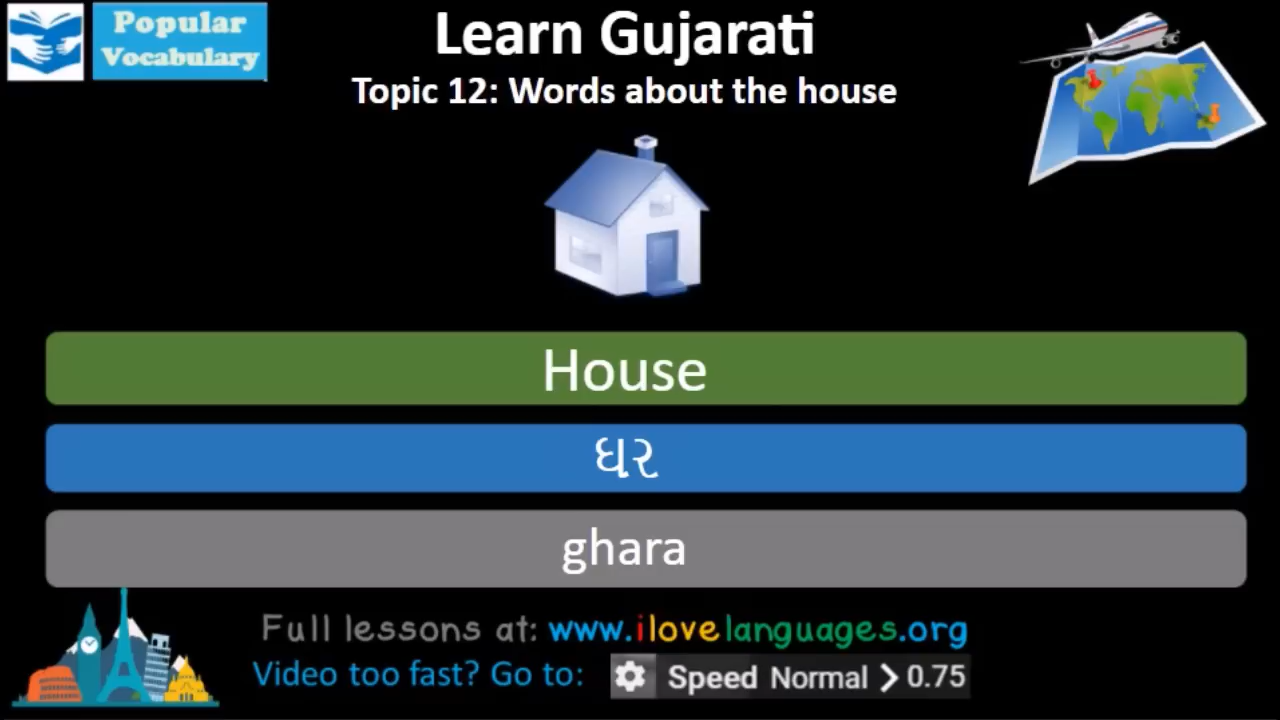 Popular
Vocabulary
Learn Gujarati
Topic 12: Words about the house
House
ઘર
ghara
Full lessons at: www.ilovelanguages.org
Video too fast? Go to: Speed Normal > 0.75